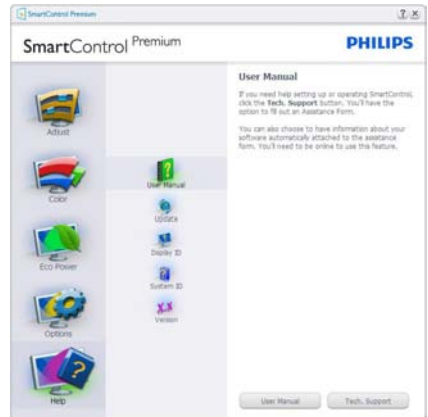 SmartControl Premium
? X
SmartControl Premium
PHILIPS
Adjust
Color
Eco Power
Options
Help
User Manual
Update
Display ID
System ID
Version
User Manual
If you need help setting up or operating SmartControl,
click the Tech. Support button. You'll have the
option to fill out an Assistance Form.
You can also choose to have information about your
software automatically attached to the assistance
form. You'll need to be online to use this feature.
User Manual
Tech. Support